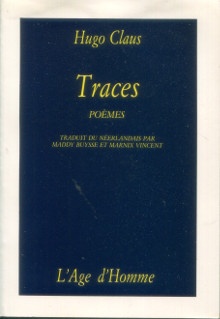 Hugo Claus
Traces
POÈMES
TRADUIT DU NÉERLANDAIS PAR
MADDY BUYSSE ET MARNIX VINCENT
L'Age d'Homme